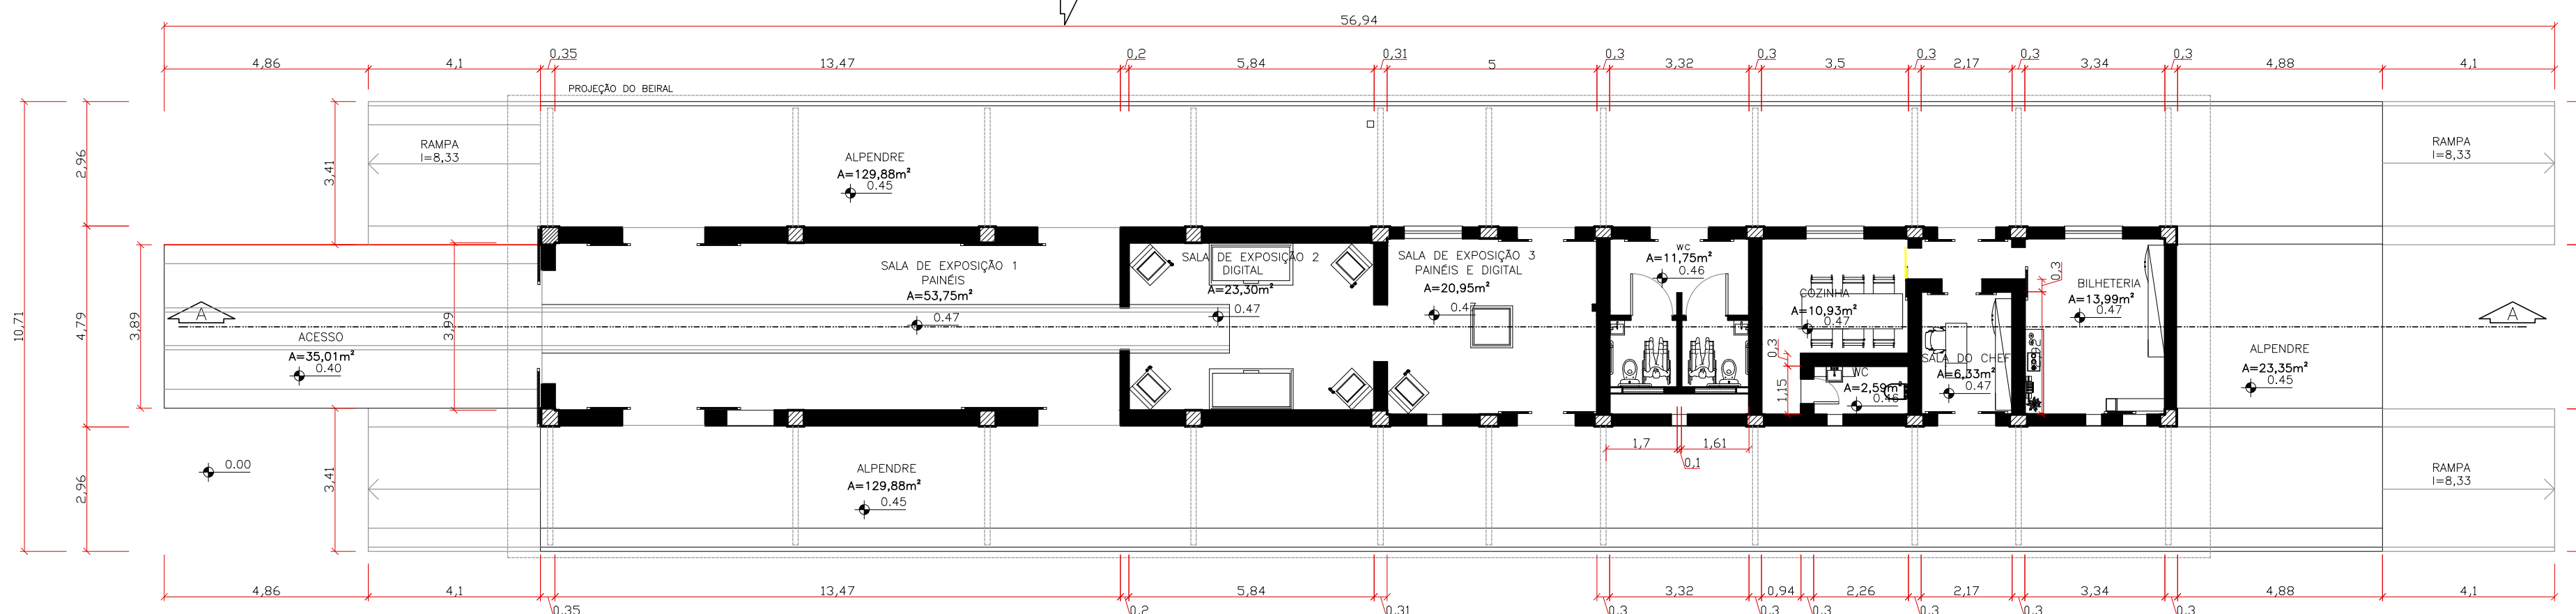 56,94
4,86
4,1
0,35
13,47
0,2
5,84
0,31
5
0,3
3,32
0,3
3,5
0,3
2,17
0,3
3,34
0,3
4,88
4,1
PROJEÇÃO DO BEIRAL
RAMPA
I=8,33
ALPENDRE
A=129,88m²
0.45
RAMPA
I=8,33
2,96
3,41
10,71
4,79
3,89
3,99
2,96
3,41
A
ACESSO
A=35,01m²
0.40
0.00
SALA DE EXPOSIÇÃO 1
PAINÉIS
A=53,75m²
0.47
SALA DE EXPOSIÇÃO 2
DIGITAL
A=23,30m²
0.47
SALA DE EXPOSIÇÃO 3
PAINÉIS E DIGITAL
A=20,95m²
0.47
WC
A=11,75m²
0.46
COZINHA
A=10,93m²
0.47
0,3
1,15
WC
A=2,59m²
0.46
SALA DO CHEF
A=6,33m²
0.47
0,3
BILHETERIA
A=13,99m²
0.47
A
ALPENDRE
A=23,35m²
0.45
1,7
1,61
0,1
ALPENDRE
A=129,88m²
0.45
RAMPA
I=8,33
4,86
4,1
0,35
13,47
0,2
5,84
0,31
0,3
3,32
0,3
0,94
0,3
2,26
0,3
2,17
0,3
3,34
0,3
4,88
4,1